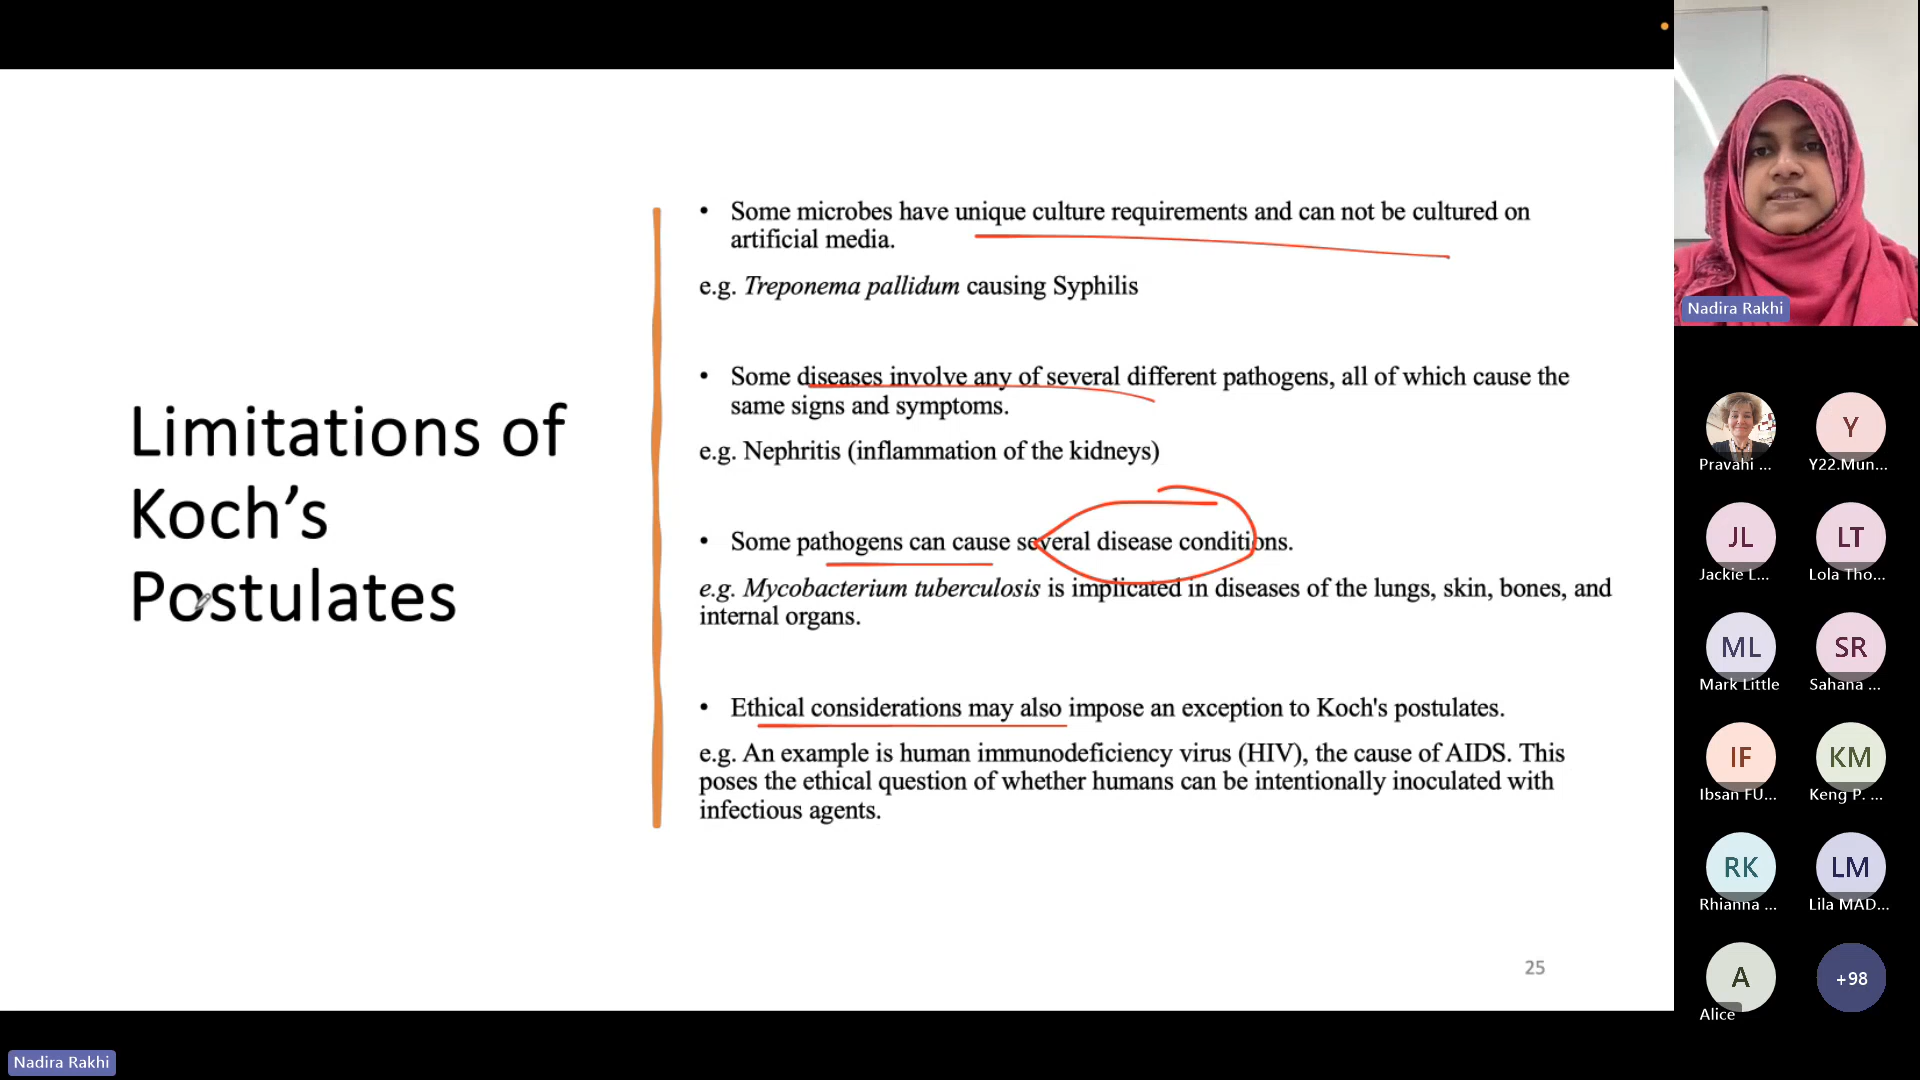 Limitations of
Koch’s
Postulates
• Some microbes have unique culture requirements and can not be cultured on
artificial media.
e.g. Treponema pallidum causing Syphilis
• Some diseases involve any of several different pathogens, all of which cause the
same signs and symptoms.
e.g. Nephritis (inflammation of the kidneys)
• Some pathogens can cause several disease conditions.
e.g. Mycobacterium tuberculosis is implicated in diseases of the lungs, skin, bones, and
internal organs.
• Ethical considerations may also impose an exception to Koch's postulates.
e.g. An example is human immunodeficiency virus (HIV), the cause of AIDS. This
poses the ethical question of whether humans can be intentionally inoculated with
infectious agents.
25
Nadira Rakhi
Nadira Rakhi
Pravahi ...
Y
Y22.Mun...
JL
Jackie L...
LT
Lola Tho...
ML
Mark Little
SR
Sahana ...
IF
Ibsan FU...
KM
Keng P. ...
RK
Rhianna ...
LM
Lila MAD...
A
Alice
+98